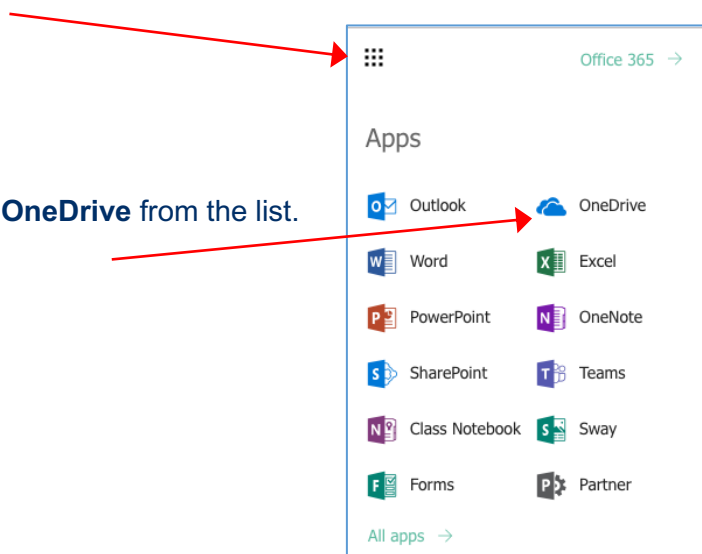 Office 365 →
Apps
OneDrive from the list.
Outlook OneDrive
Word Excel
PowerPoint OneNote
SharePoint Teams
Class Notebook Sway
Forms Partner
All apps →